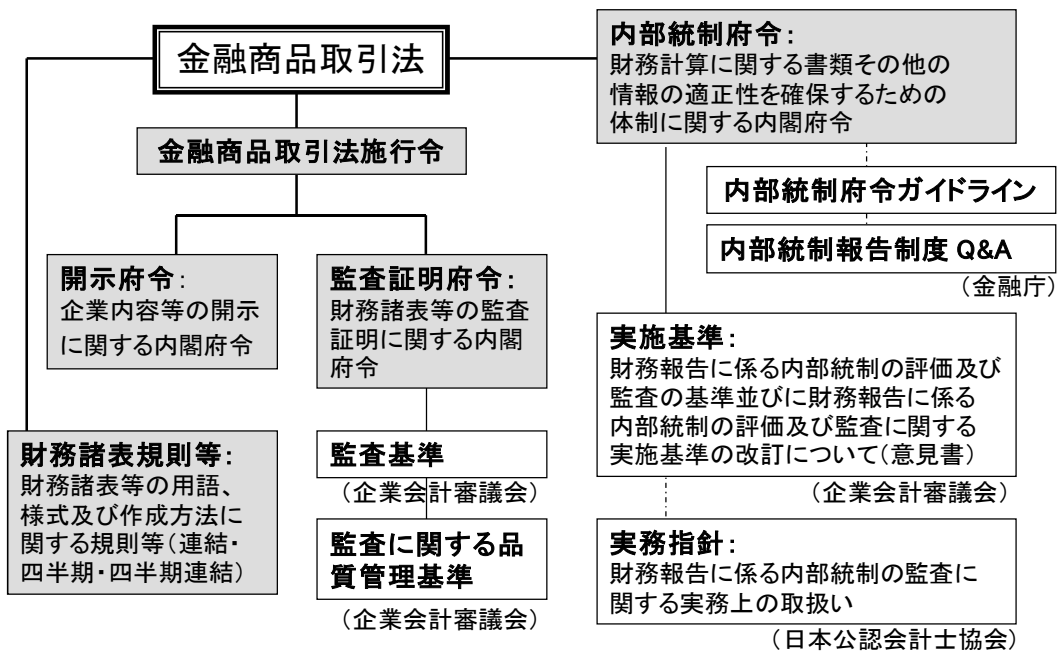 金融商品取引法
金融商品取引法施行令
開示府令：
企業内容等の開示
に関する内閣府令
監査証明府令：
財務諸表等の監査
証明に関する内閣
府令
財務諸表規則等：
財務諸表等の用語、
様式及び作成方法に
関する規則等（連結・
四半期・四半期連結）
監査基準
（企業会計審議会）
監査に関する品
質管理基準
（企業会計審議会）
内部統制府令：
財務計算に関する書類その他の
情報の適正性を確保するための
体制に関する内閣府令
内部統制府令ガイドライン
内部統制報告制度 Q&A
（金融庁）
実施基準：
財務報告に係る内部統制の評価及び
監査の基準並びに財務報告に係る
内部統制の評価及び監査に関する
実施基準の改訂について（意見書）
（企業会計審議会）
実務指針：
財務報告に係る内部統制の監査に
関する実務上の取扱い
（日本公認会計士協会）